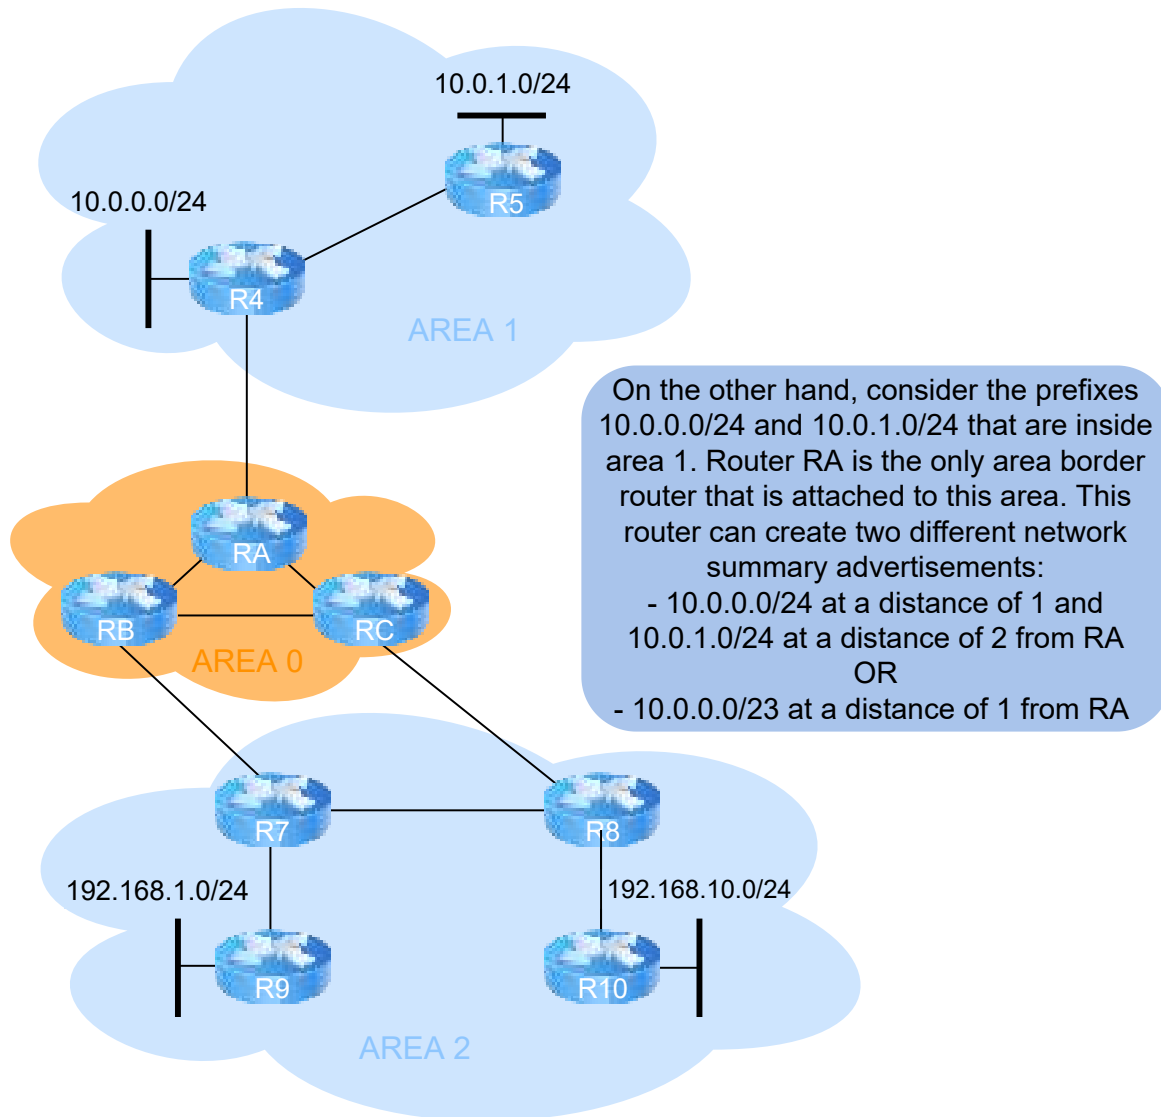 10.0.1.0/24
R5
10.0.0.0/24
R4
AREA 1
On the other hand, consider the prefixes
10.0.0.0/24 and 10.0.1.0/24 that are inside
area 1. Router RA is the only area border
router that is attached to this area. This
router can create two different network
summary advertisements:
- 10.0.0.0/24 at a distance of 1 and
10.0.1.0/24 at a distance of 2 from RA
OR
- 10.0.0.0/23 at a distance of 1 from RA
RA
RB
RC
AREA 0
R7
R8
192.168.1.0/24
192.168.10.0/24
R9
R10
AREA 2